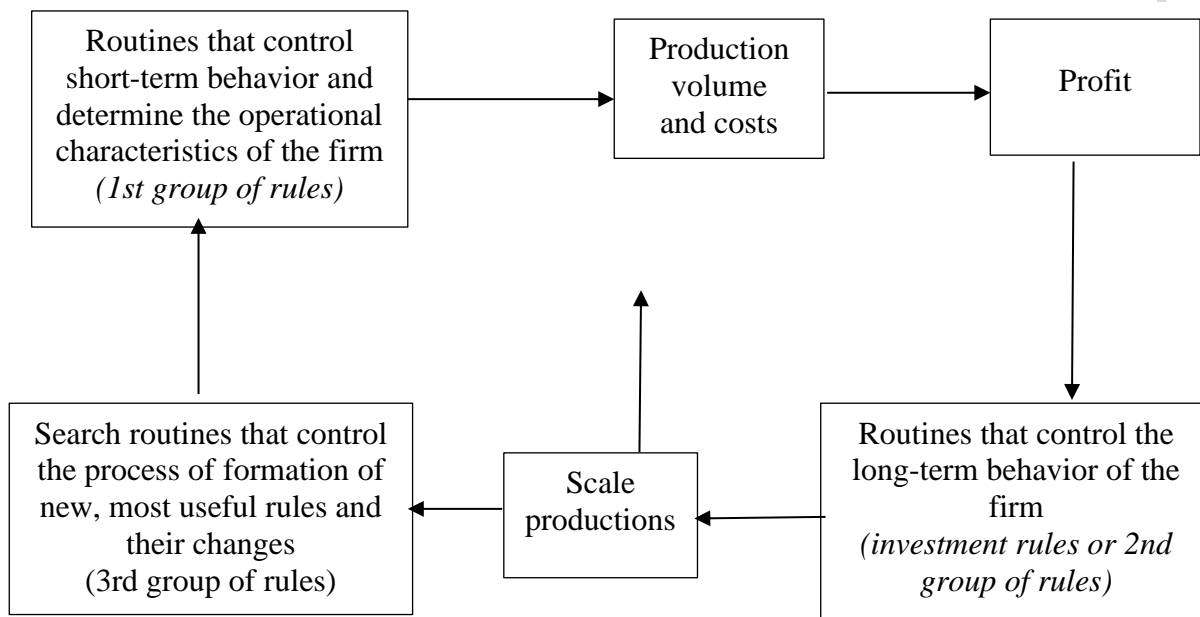 Routines that control
short-term behavior and
determine the operational
characteristics of the firm
(1st group of rules)
Production
volume
and costs
Profit
Search routines that control
the process of formation of
new, most useful rules and
their changes
(3rd group of rules)
Scale
productions
Routines that control the
long-term behavior of the
firm
(investment rules or 2nd
group of rules)